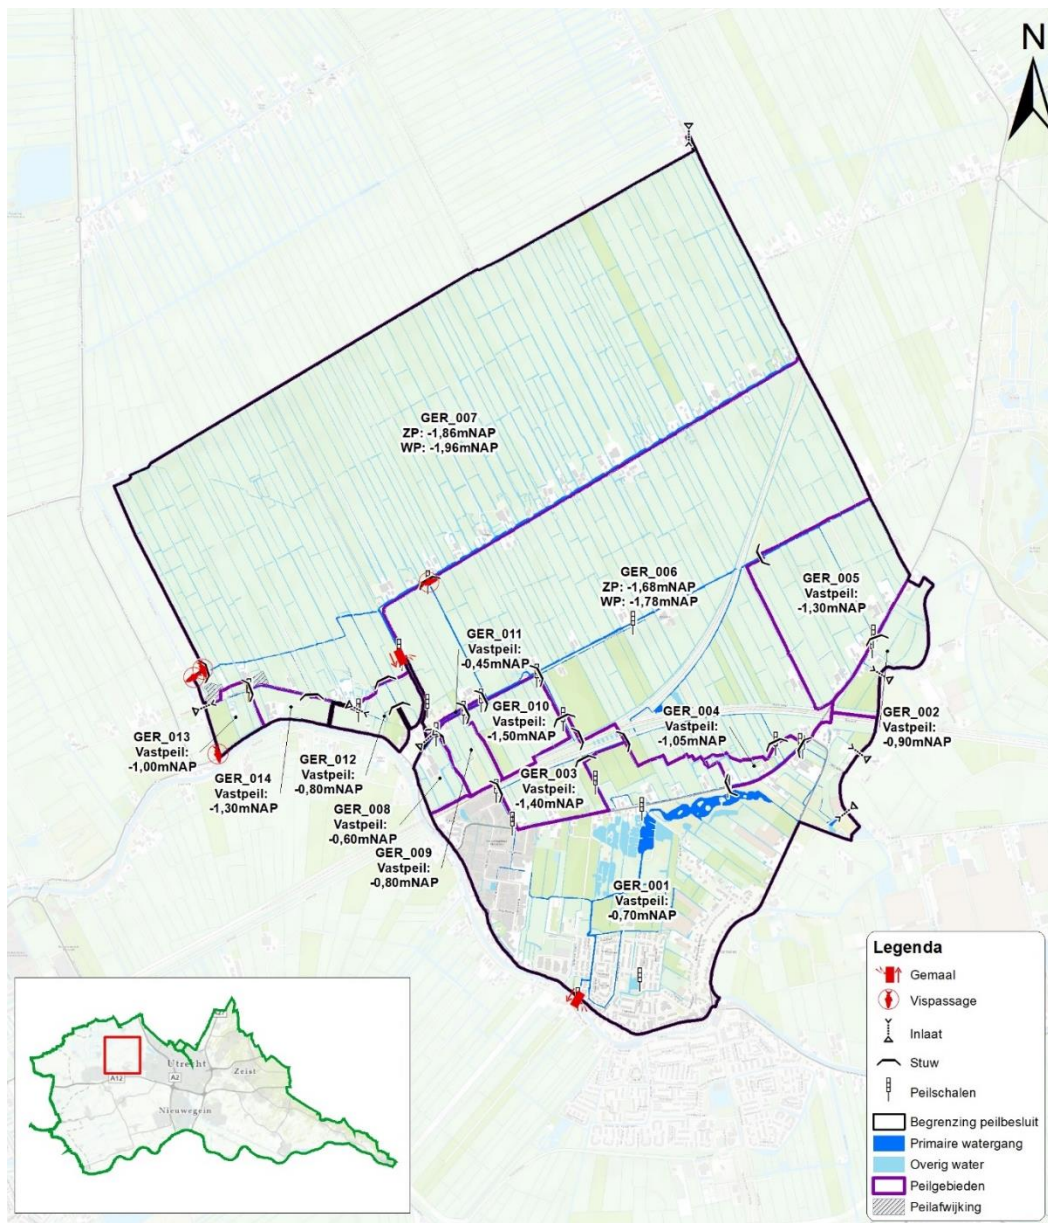 N
GER_007
ZP: -1,86mNAP
WP: -1,96mNAP
GER_006
ZP: -1,68mNAP
WP: -1,78mNAP
GER_005
Vastpeil:
-1,30mNAP
GER_011
Vastpeil:
-0,45mNAP
GER_010
Vastpeil:
-1,50mNAP
GER_004
Vastpeil:
-1,05mNAP
GER_002
Vastpeil:
-0,90mNAP
GER_013
Vastpeil:
-1,00mNAP
GER_014
Vastpeil:
-1,30mNAP
GER_012
Vastpeil:
-0,80mNAP
GER_003
Vastpeil:
-1,40mNAP
GER_008
Vastpeil:
-0,60mNAP
GER_009
Vastpeil:
-0,80mNAP
GER_001
Vastpeil:
-0,70mNAP
Legenda
Gemaal
Vispassage
Inlaat
Stuw
Peilschalen
Begrenzing peilbesluit
Primaire watergang
Overig water
Peilgebieden
Peilafwijking
Utrecht
Zeist
A12
A2
Nieuwegein